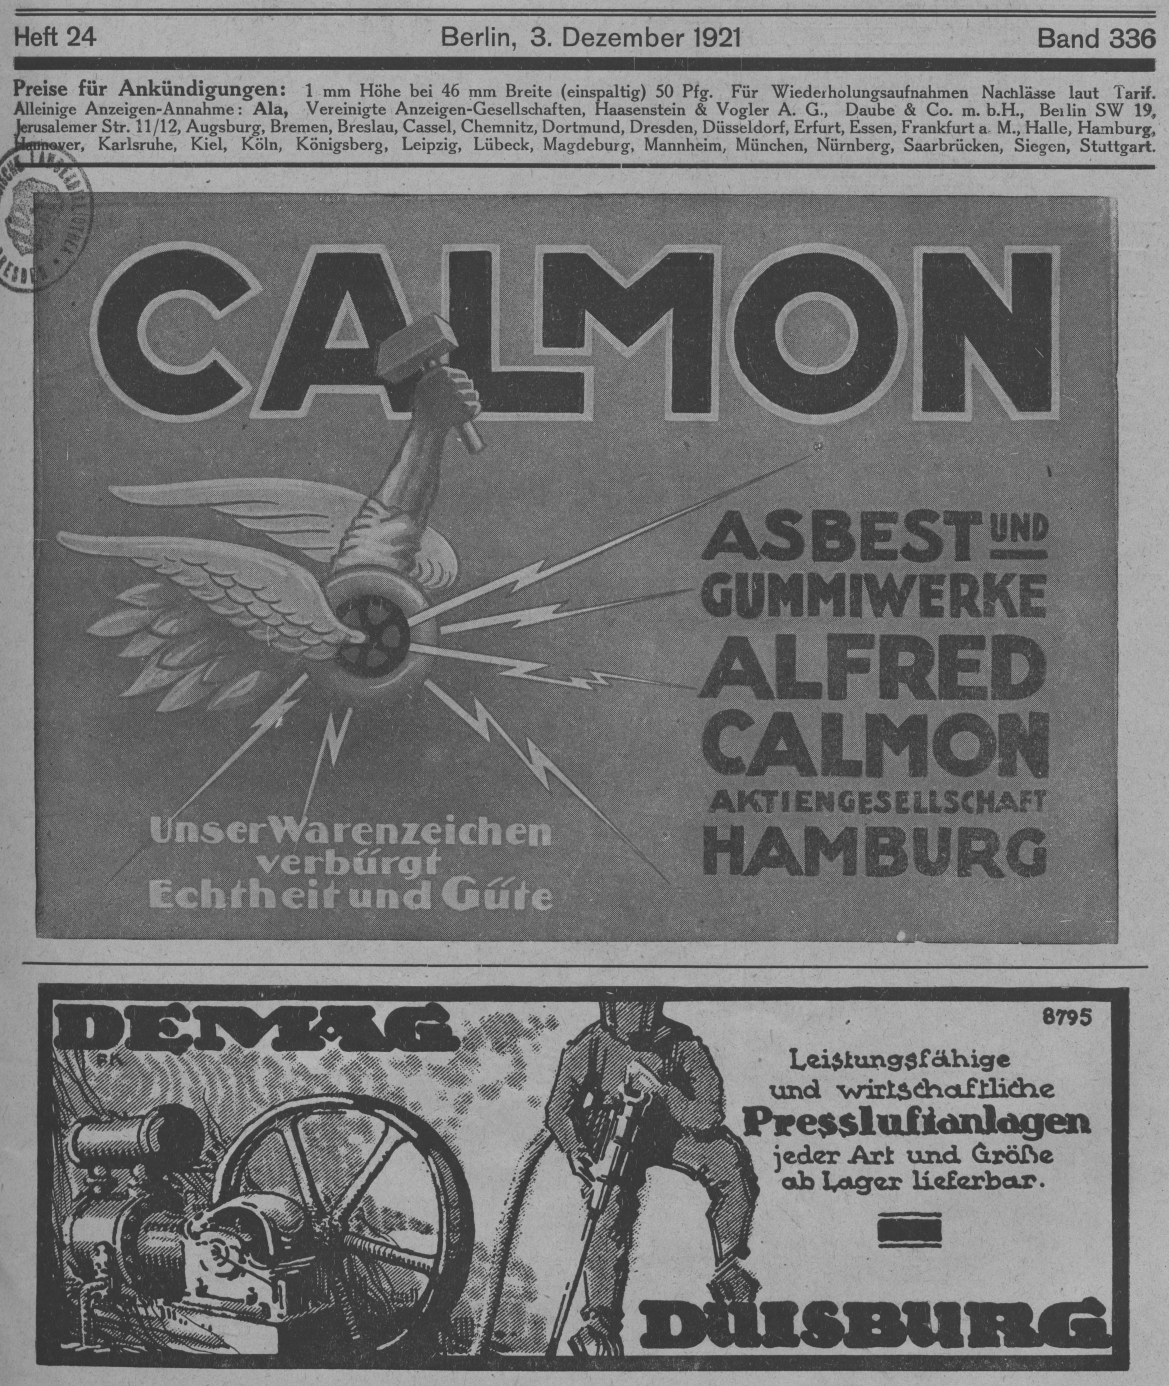 Heft 24 Berlin, 3. Dezember 1921 Band 336
Preise für Ankündigungen: 1 mm Höhe bei 46 mm Breite (einspaltig) 50 Pfg. Für Wiederholungsaufnahmen Nachlässe laut Tarif.
Alleinige Anzeigen-Annahme: Ala, Vereinigte Anzeigen-Gesellschaften, Haasenstein & Vogler A. G., Daube & Co. m. b.H., Berlin SW 19,
Jerusalemer Str. 11/12, Augsburg, Bremen, Breslau, Cassel, Chemnitz, Dortmund, Dresden, Düsseldorf, Erfurt, Essen, Frankfurt a. M., Halle, Hamburg,
Hannover, Karlsruhe, Kiel, Köln, Königsberg, Leipzig, Lübeck, Magdeburg, Mannheim, München, Nürnberg, Saarbrücken, Siegen, Stuttgart.
CALMON
ASBEST UND
GUMMIWERKE
ALFRED
CALMON
AKTIENGESELLSCHAFT
HAMBURG
Unser Warenzeichen
verbürgt
Echtheit und Güte
DEMAG
8795
Leistungsfähige
und wirtschaftliche
Pressluftanlagen
jeder Art und Größe
ab Lager lieferbar.
DUISBURG